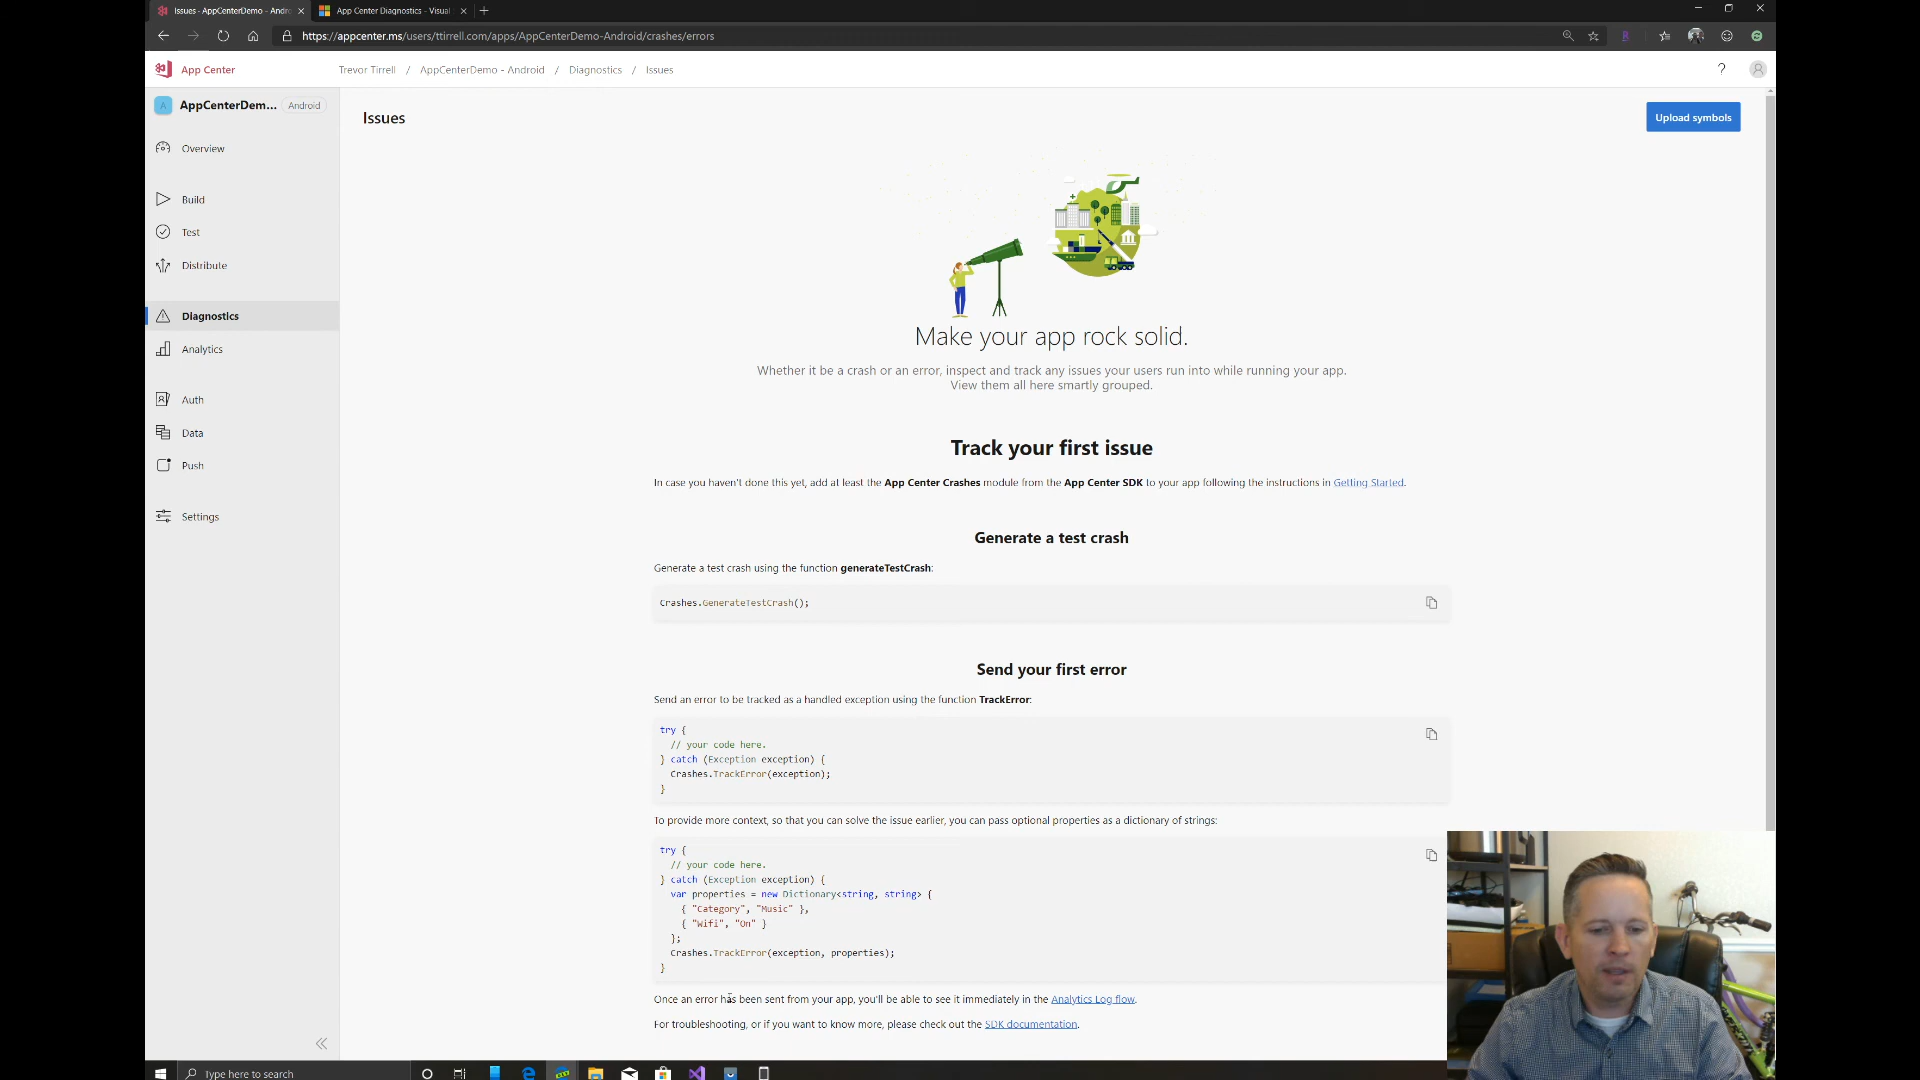 Issues - AppCenterDemo - Andro
App Center Diagnostics - Visual
https://appcenter.ms/users/ttirrell.com/apps/AppCenterDemo-Android/crashes/errors
App Center
Trevor Tirrell / AppCenterDemo - Android / Diagnostics / Issues
?
A AppCenterDem... Android
Overview
Build
Test
Distribute
Diagnostics
Analytics
Auth
Data
Push
Settings
Issues
Upload symbols
Make your app rock solid.
Whether it be a crash or an error, inspect and track any issues your users run into while running your app.
View them all here smartly grouped.
Track your first issue
In case you haven't done this yet, add at least the App Center Crashes module from the App Center SDK to your app following the instructions in Getting Started.
Generate a test crash
Generate a test crash using the function generateTestCrash:
Crashes.GenerateTestCrash();
Send your first error
Send an error to be tracked as a handled exception using the function TrackError:
try {
// your code here.
} catch (Exception exception) {
Crashes.TrackError(exception);
}
To provide more context, so that you can solve the issue earlier, you can pass optional properties as a dictionary of strings:
try {
// your code here.
} catch (Exception exception) {
var properties = new Dictionary<string, string> {
{ "Category", "Music" },
{ "Wifi", "On" }
};
Crashes.TrackError(exception, properties);
}
Once an error has been sent from your app, you'll be able to see it immediately in the Analytics Log flow.
For troubleshooting, or if you want to know more, please check out the SDK documentation.
Type here to search